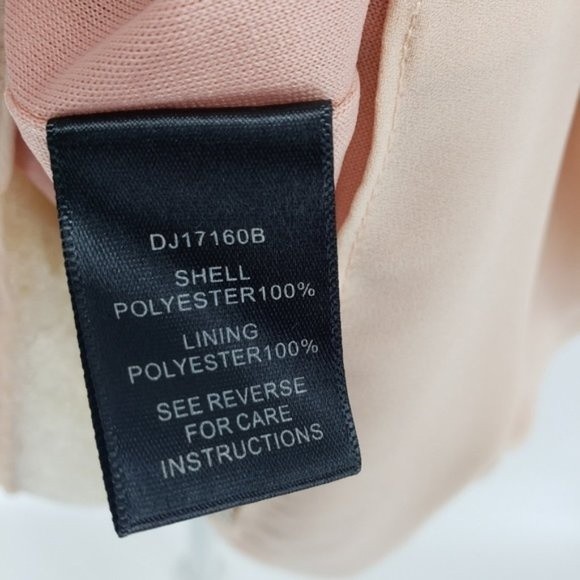 DJ17160B
SHELL
POLYESTER100%
LINING
POLYESTER100%
SEE REVERSE
FOR CARE
INSTRUCTIONS